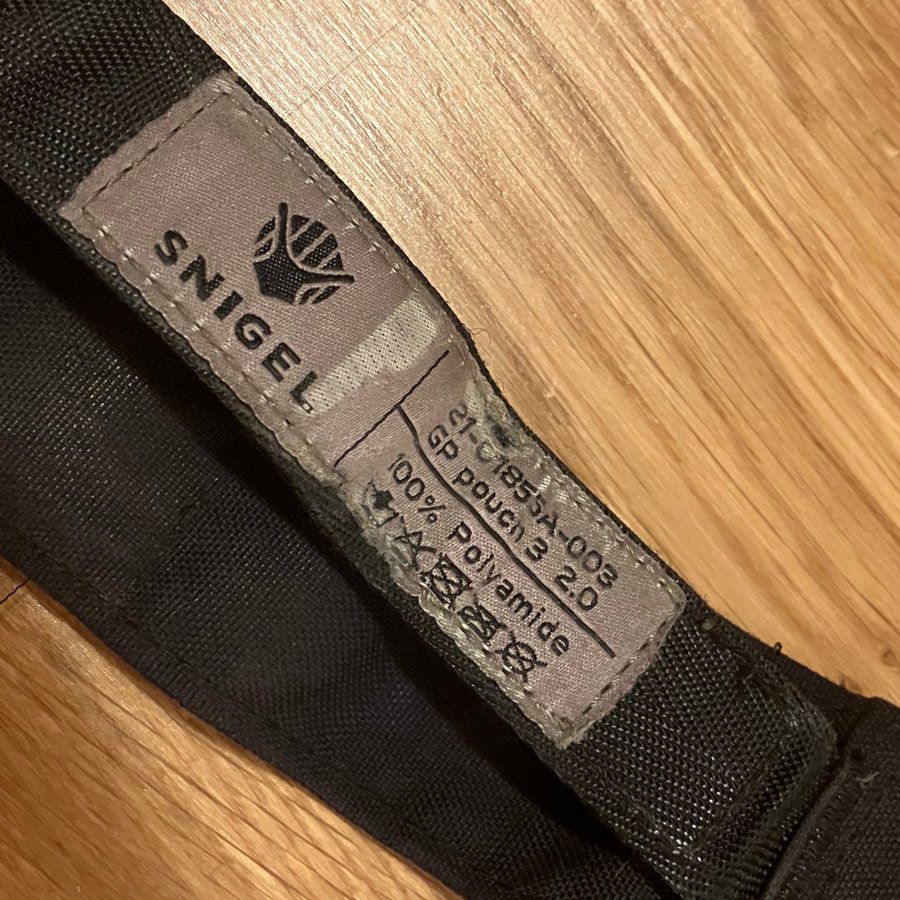 SNIGEL
GP pouch 3 2.0
100% Polyamide